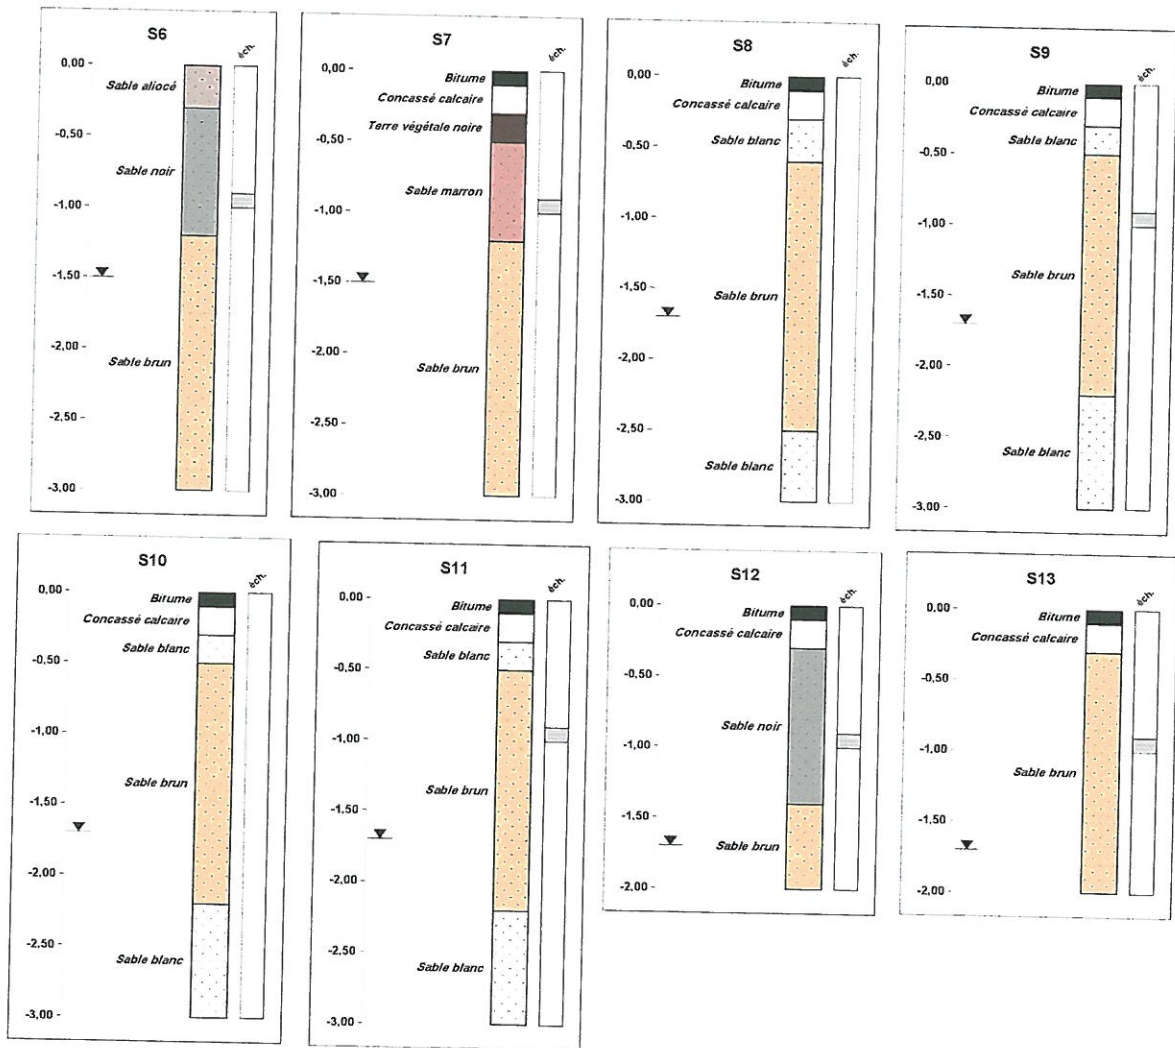 S6
éch.
0,00
Sable aliocé
-0,50
Sable noir
-1,00
-1,50
-2,00
Sable brun
-2,50
-3,00
S7
éch.
0,00
Bitume
Concassé calcaire
Terre végétale noire
-0,50
Sable marron
-1,00
-1,50
-2,00
Sable brun
-2,50
-3,00
S8
éch.
0,00
Bitume
Concassé calcaire
Sable blanc
-0,50
-1,00
Sable brun
-1,50
-2,00
-2,50
Sable blanc
-3,00
S9
éch.
0,00
Bitume
Concassé calcaire
Sable blanc
-0,50
-1,00
Sable brun
-1,50
-2,00
-2,50
Sable blanc
-3,00
S10
éch.
0,00
Bitume
Concassé calcaire
Sable blanc
-0,50
-1,00
Sable brun
-1,50
-2,00
-2,50
Sable blanc
-3,00
S11
éch.
0,00
Bitume
Concassé calcaire
Sable blanc
-0,50
-1,00
Sable brun
-1,50
-2,00
-2,50
Sable blanc
-3,00
S12
éch.
0,00
Bitume
Concassé calcaire
-0,50
Sable noir
-1,00
-1,50
Sable brun
-2,00
S13
éch.
0,00
Bitume
Concassé calcaire
-0,50
-1,00
Sable brun
-1,50
-2,00